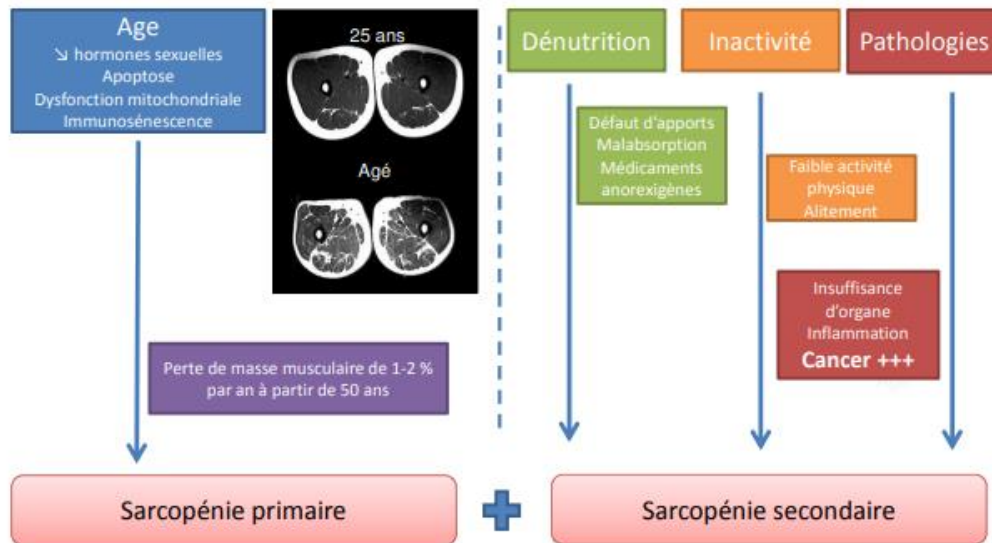 Age
↘ hormones sexuelles
Apoptose
Dysfonction mitochondriale
Immunosénescence
25 ans
Agé
Perte de masse musculaire de 1-2 %
par an à partir de 50 ans
Sarcopénie primaire
Dénutrition
Inactivité
Pathologies
Défaut d'apports
Malabsorption
Médicaments
anorexigènes
Faible activité
physique
Alitement
Insuffisance
d'organe
Inflammation
Cancer +++
Sarcopénie secondaire